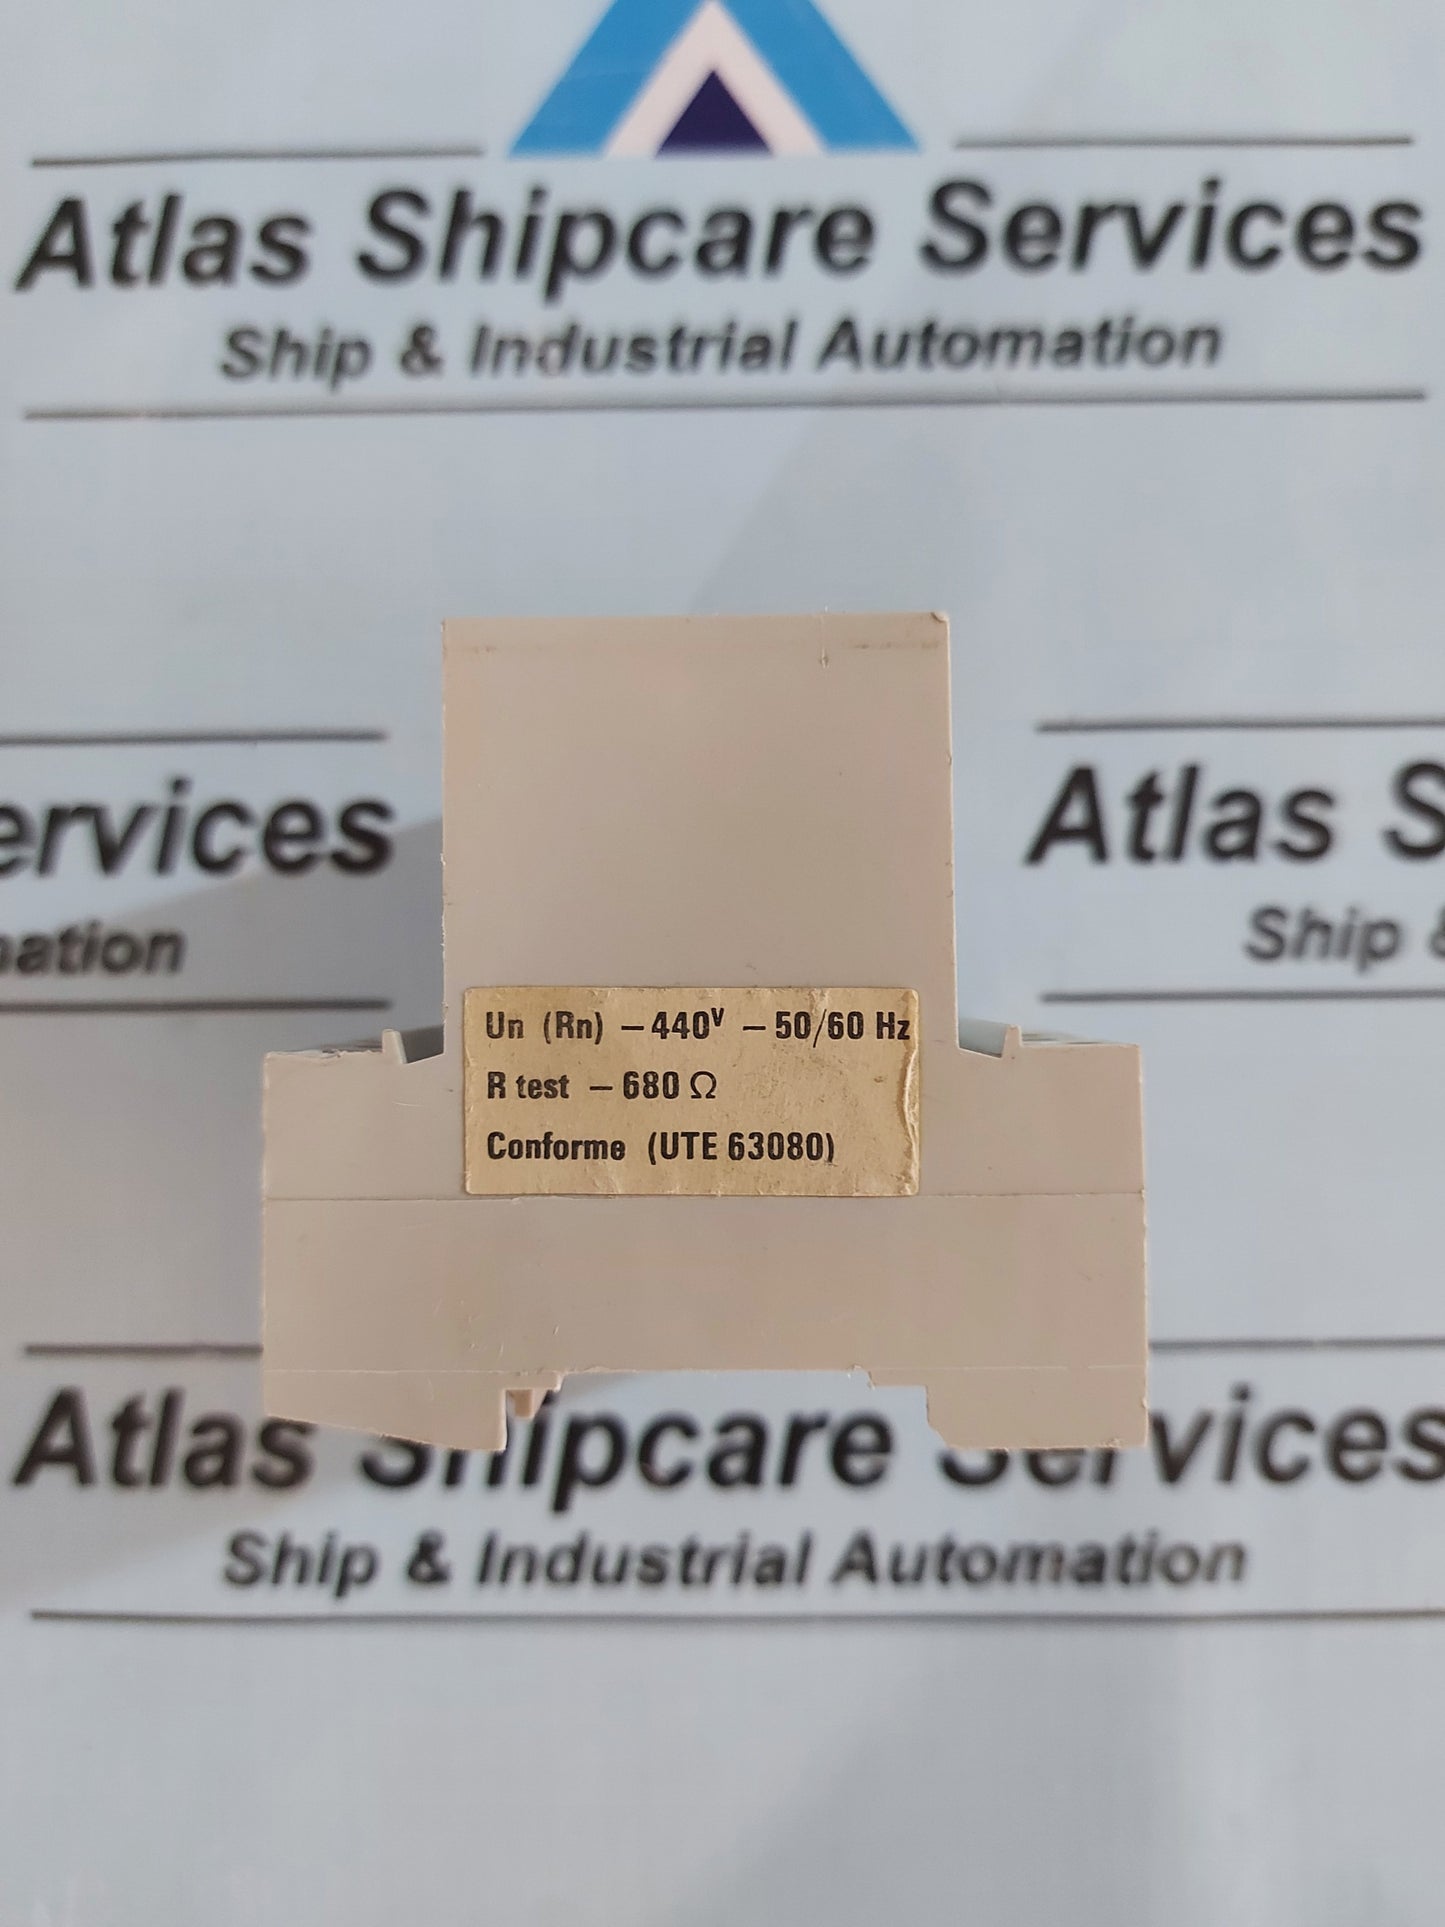 Atlas Shipcare Services
Ship & Industrial Automation
ervices
ation
Atlas S
Ship &
Un (Rn) – 440V – 50/60 Hz
R test – 680 Ω
Conforme (UTE 63080)
Atlas Shipcare Services
Ship & Industrial Automation